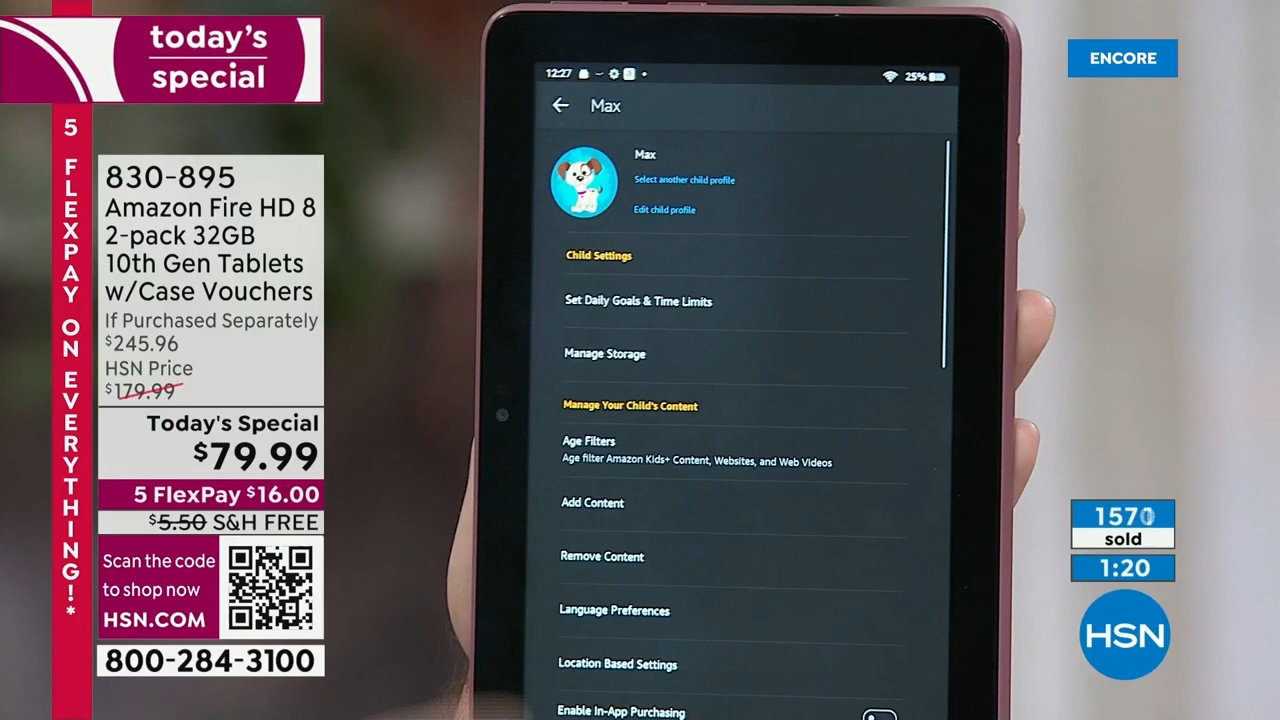 today's
special
5 FLEXPAY ON EVERYTHING!*
830-895
Amazon Fire HD 8
2-pack 32GB
10th Gen Tablets
w/Case Vouchers
If Purchased Separately
$245.96
HSN Price
$179.99
Today's Special
$79.99
5 FlexPay $16.00
$5.50 S&H FREE
Scan the code
to shop now
HSN.COM
800-284-3100
12:27
25%
Max
Max
Select another child profile
Edit child profile
Child Settings
Set Daily Goals & Time Limits
Manage Storage
Manage Your Child's Content
Age Filters
Age filter Amazon Kids+ Content, Websites, and Web Videos
Add Content
Remove Content
Language Preferences
Location Based Settings
Enable In-App Purchasing
ENCORE
sold
1:20
HSN